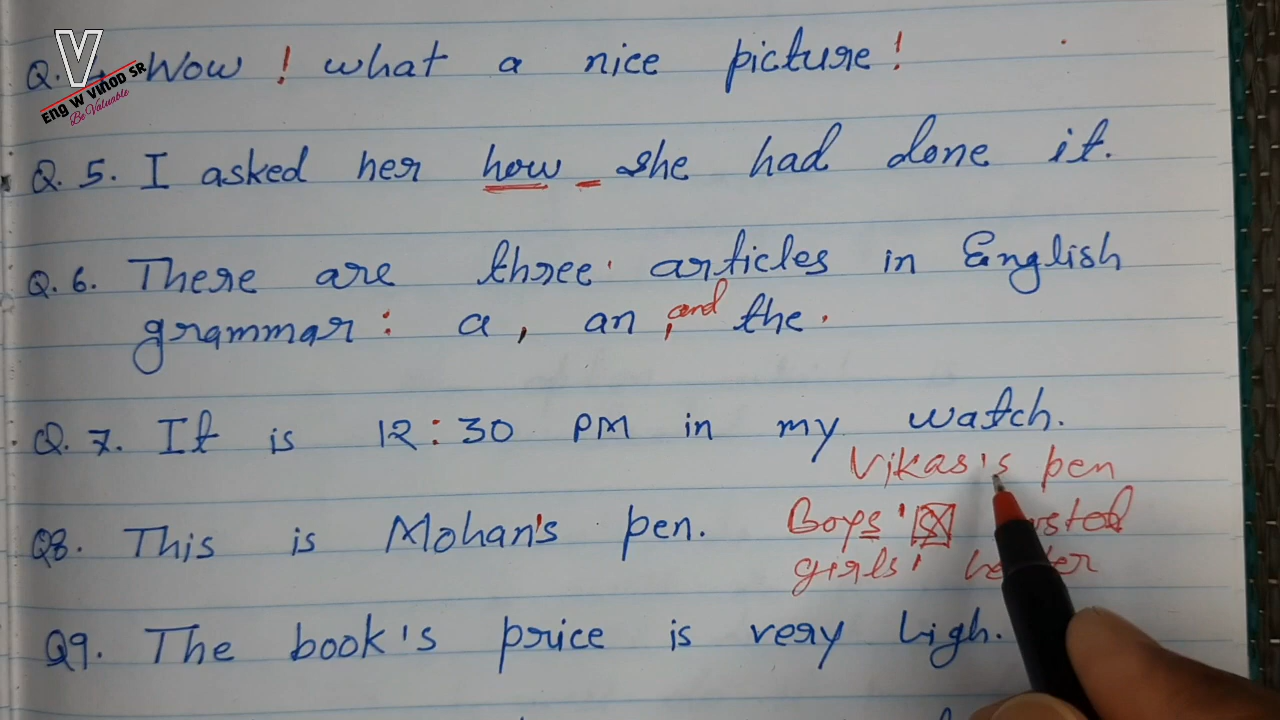 V
ENG W VINOD SR
Be Valuable
Q. 4. Wow ! what a nice picture !
Q. 5. I asked her how _ she had done it.
Q. 6. There are three articles in English
grammar : a , an , and the .
Q. 7. It is 12:30 PM in my watch.
Vikas's pen
Q8. This is Mohan's pen. Boys'
girls'
Q9. The book's price is very high.